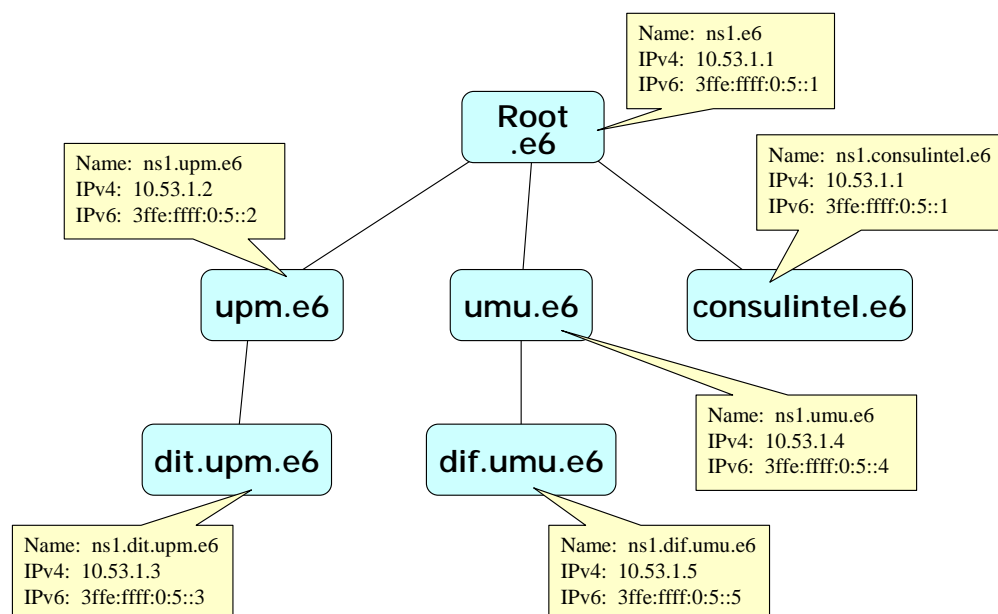 Name: ns1.e6
IPv4: 10.53.1.1
IPv6: 3ffe:ffff:0:5::1
Root
.e6
Name: ns1.upm.e6
IPv4: 10.53.1.2
IPv6: 3ffe:ffff:0:5::2
Name: ns1.consulintel.e6
IPv4: 10.53.1.1
IPv6: 3ffe:ffff:0:5::1
upm.e6
umu.e6
consulintel.e6
Name: ns1.umu.e6
IPv4: 10.53.1.4
IPv6: 3ffe:ffff:0:5::4
dit.upm.e6
dif.umu.e6
Name: ns1.dit.upm.e6
IPv4: 10.53.1.3
IPv6: 3ffe:ffff:0:5::3
Name: ns1.dif.umu.e6
IPv4: 10.53.1.5
IPv6: 3ffe:ffff:0:5::5